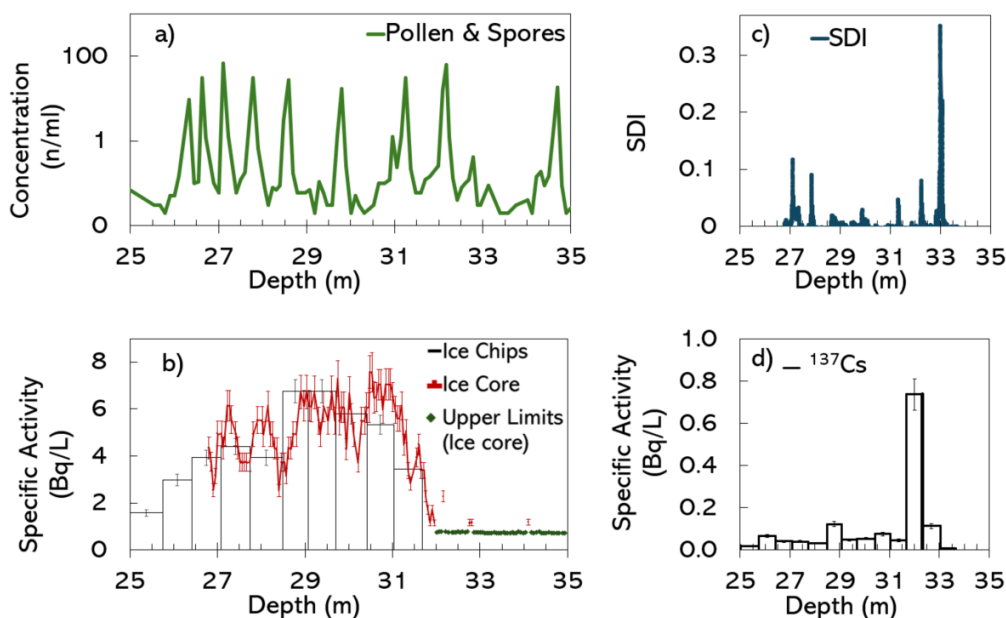 a)
Pollen & Spores
100
1
0
Concentration
(n/ml)
25 27 29 31 33 35
Depth (m)
c)
SDI
0.3
0.2
0.1
0
SDI
25 27 29 31 33 35
Depth (m)
b)
Ice Chips
Ice Core
Upper Limits
(Ice core)
8
6
4
2
0
Specific Activity
(Bq/L)
25 27 29 31 33 35
Depth (m)
d)
¹³⁷Cs
1.0
0.8
0.6
0.4
0.2
0.0
Specific Activity
(Bq/L)
25 27 29 31 33 35
Depth (m)